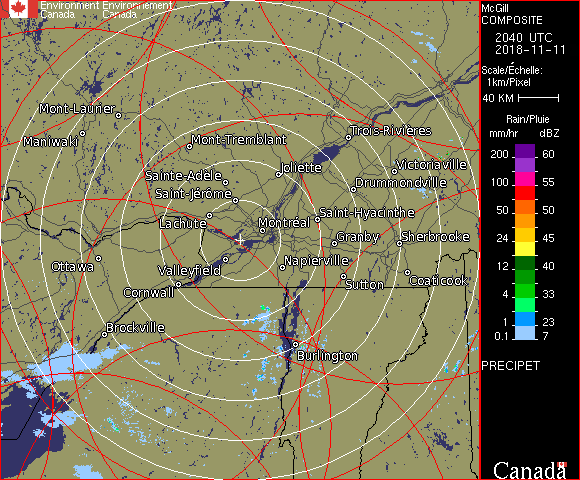 Environment Environnement
Canada Canada
McGill
COMPOSITE
2040 UTC
2018-11-11
Scale/Échelle:
1km/Pixel
40 KM
Rain/Pluie
mm/hr dBZ
200 60
100 55
50 50
24 45
12 40
4 33
1 23
0.1 7
PRECIPET
Canada
Mont-Laurier
Maniwaki
Mont-Tremblant
Trois-Rivières
Joliette
Victoriaville
Sainte-Adèle
Drummondville
Saint-Jérôme
Lachute
Montréal
Saint-Hyacinthe
Granby
Sherbrooke
Ottawa
Valleyfield
Napierville
Cornwall
Sutton
Coaticook
Brockville
Burlington